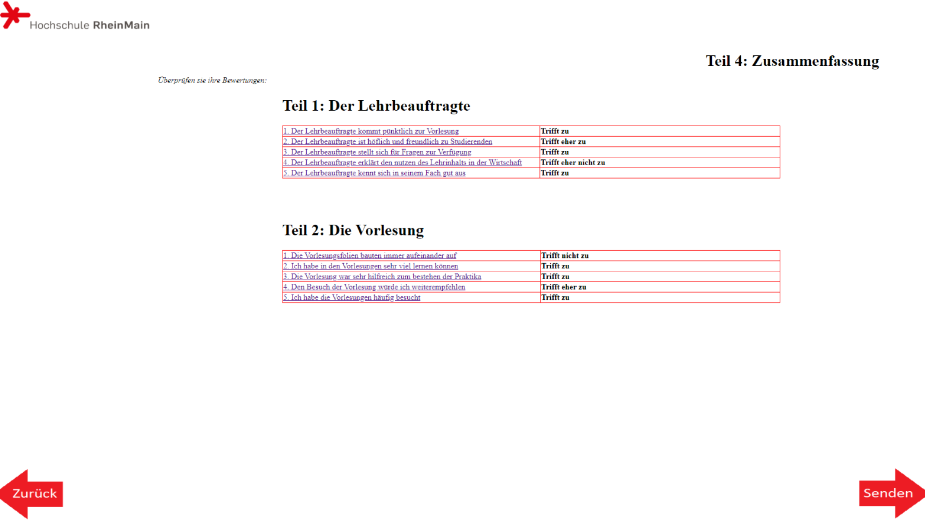 Hochschule RheinMain
Teil 4: Zusammenfassung
Überprüfen sie ihre Bewertungen:
Teil 1: Der Lehrbeauftragte
1. Der Lehrbeauftragte kommt pünktlich zur Vorlesung Trifft zu
2. Der Lehrbeauftragte ist höflich und freundlich zu Studierenden Trifft eher zu
3. Der Lehrbeauftragte stellt sich für Fragen zur Verfügung Trifft zu
4. Der Lehrbeauftragte erklärt den nutzen des Lehrinhalts in der Wirtschaft Trifft eher nicht zu
5. Der Lehrbeauftragte kennt sich in seinem Fach gut aus Trifft zu
Teil 2: Die Vorlesung
1. Die Vorlesungsfolien bauten immer aufeinander auf Trifft nicht zu
2. Ich habe in den Vorlesungen sehr viel lernen können Trifft zu
3. Die Vorlesung war sehr hilfreich zum bestehen der Praktika Trifft zu
4. Den Besuch der Vorlesung würde ich weiterempfehlen Trifft eher zu
5. Ich habe die Vorlesungen häufig besucht Trifft zu
Zurück
Senden